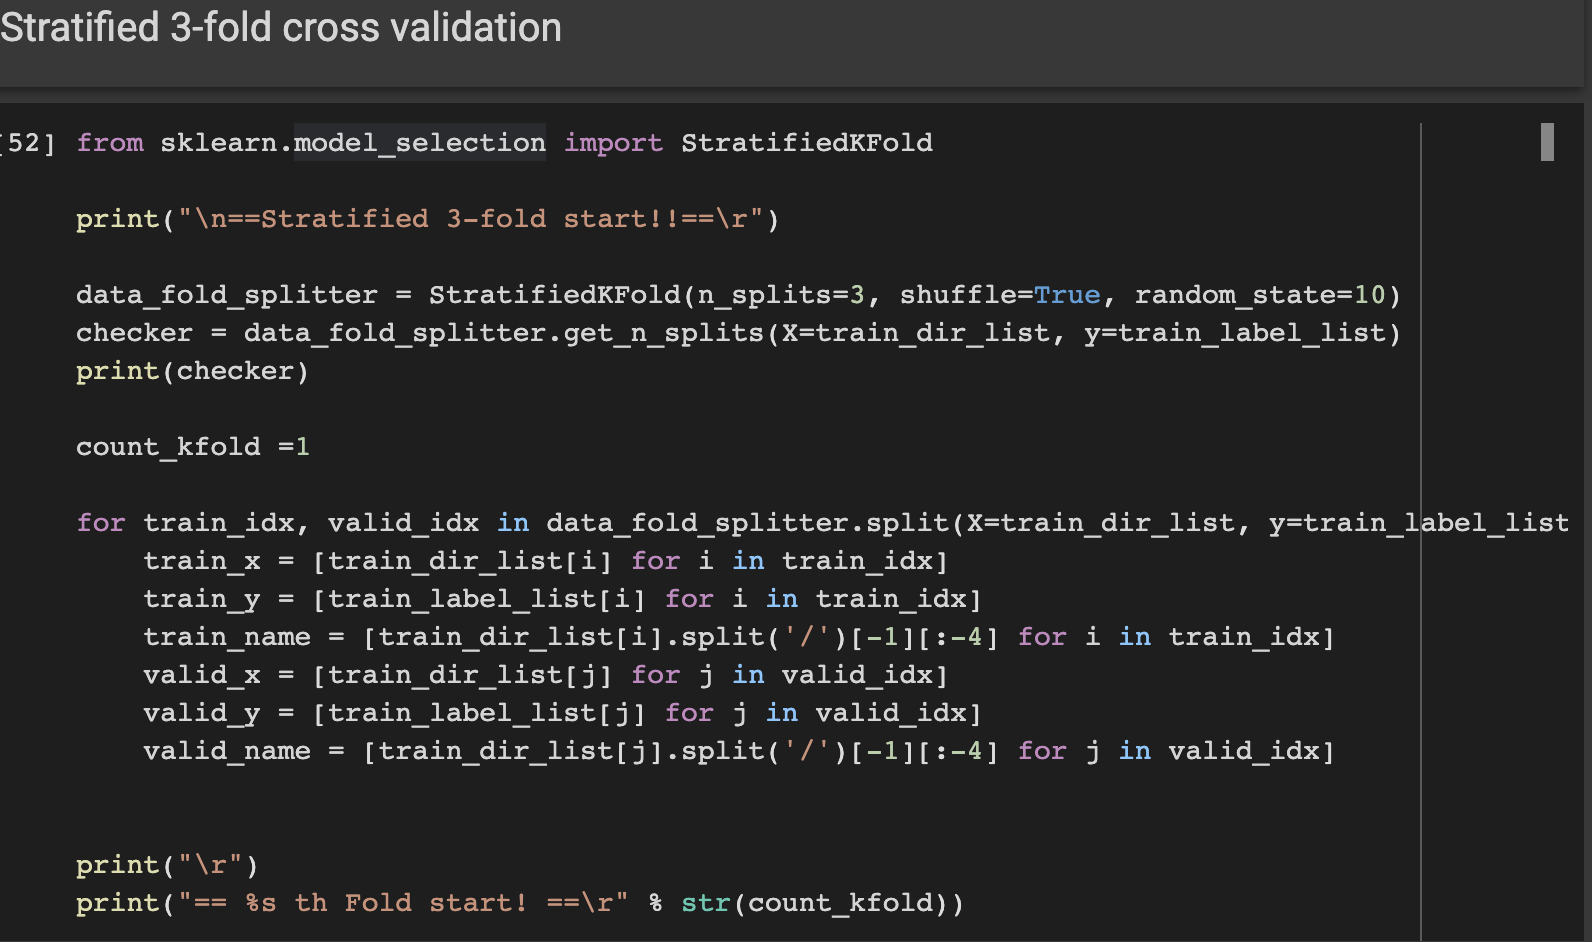 Stratified 3-fold cross validation
[52] from sklearn.model_selection import StratifiedKFold
print("\n==Stratified 3-fold start!!==\r")
data_fold_splitter = StratifiedKFold(n_splits=3, shuffle=True, random_state=10)
checker = data_fold_splitter.get_n_splits(X=train_dir_list, y=train_label_list)
print(checker)
count_kfold =1
for train_idx, valid_idx in data_fold_splitter.split(X=train_dir_list, y=train_label_list
    train_x = [train_dir_list[i] for i in train_idx]
    train_y = [train_label_list[i] for i in train_idx]
    train_name = [train_dir_list[i].split('/')[-1][:-4] for i in train_idx]
    valid_x = [train_dir_list[j] for j in valid_idx]
    valid_y = [train_label_list[j] for j in valid_idx]
    valid_name = [train_dir_list[j].split('/')[-1][:-4] for j in valid_idx]
print("\r")
print("== %s th Fold start! ==\r" % str(count_kfold))